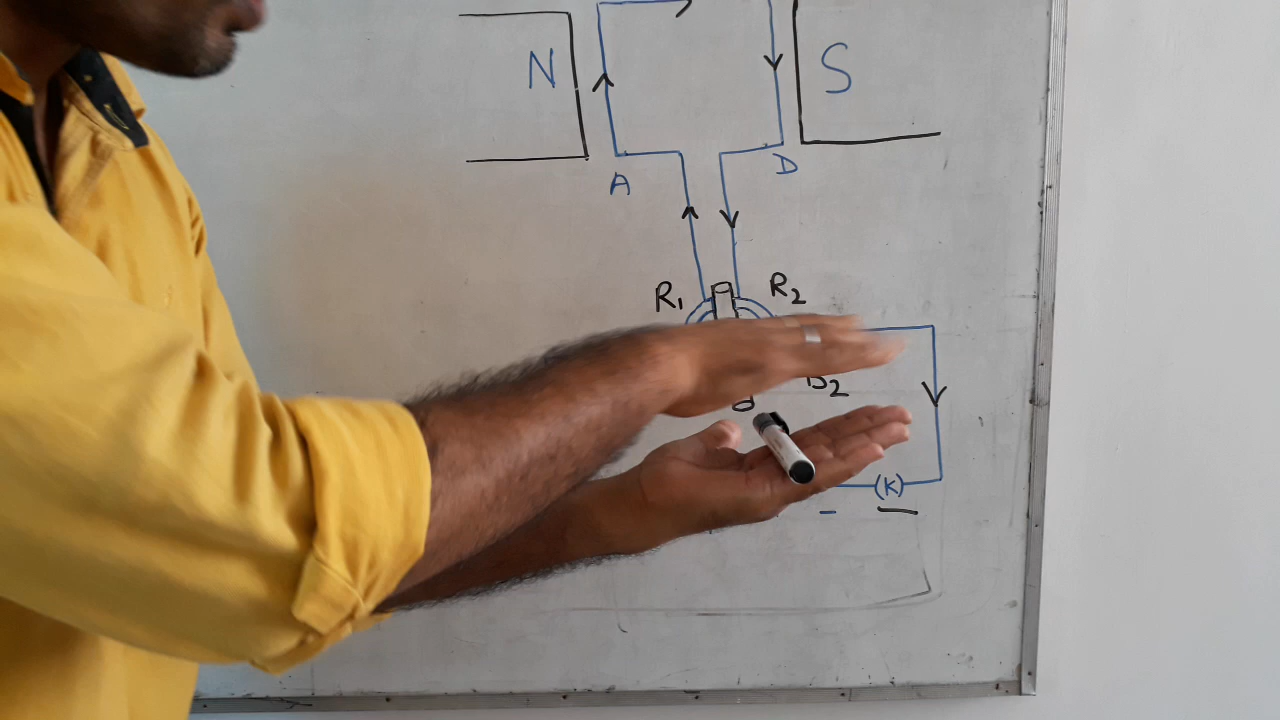 N S
A D
R₁ R₂
B₂
(K)
-